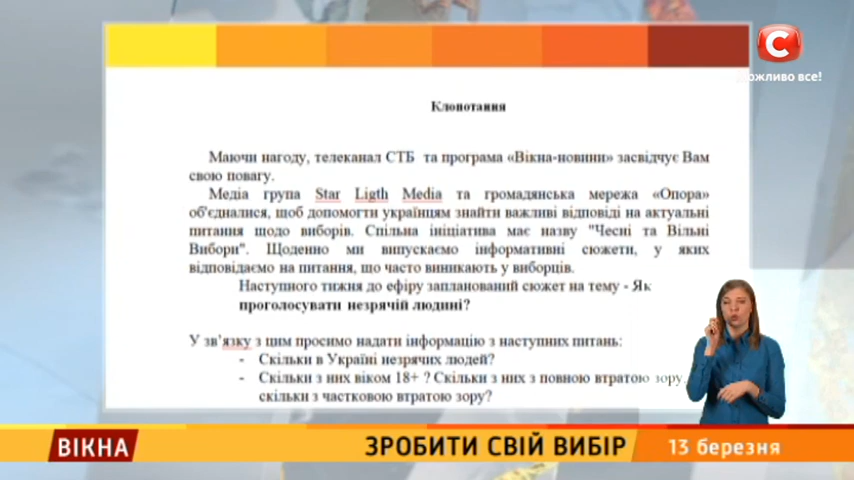 С
ожливо все!
Клопотання
Маючи нагоду, телеканал СТБ та програма «Вікна-новини» засвідчує Вам
свою повагу.
Медіа група Star Ligth Media та громадянська мережа «Опора»
об'єдналися, щоб допомогти українцям знайти важливі відповіді на актуальні
питання щодо виборів. Спільна ініціатива має назву "Чесні та Вільні
Вибори". Щоденно ми випускаємо інформативні сюжети, у яких
відповідаємо на питання, що часто виникають у виборців.
Наступного тижня до ефіру запланований сюжет на тему - Як
проголосувати незрячій людині?
У зв'язку з цим просимо надати інформацію з наступних питань:
- Скільки в Україні незрячих людей?
- Скільки з них віком 18+ ? Скільки з них з повною втратою зору,
скільки з частковою втратою зору?
ВІКНА
ЗРОБИТИ СВІЙ ВИБІР
13 березня